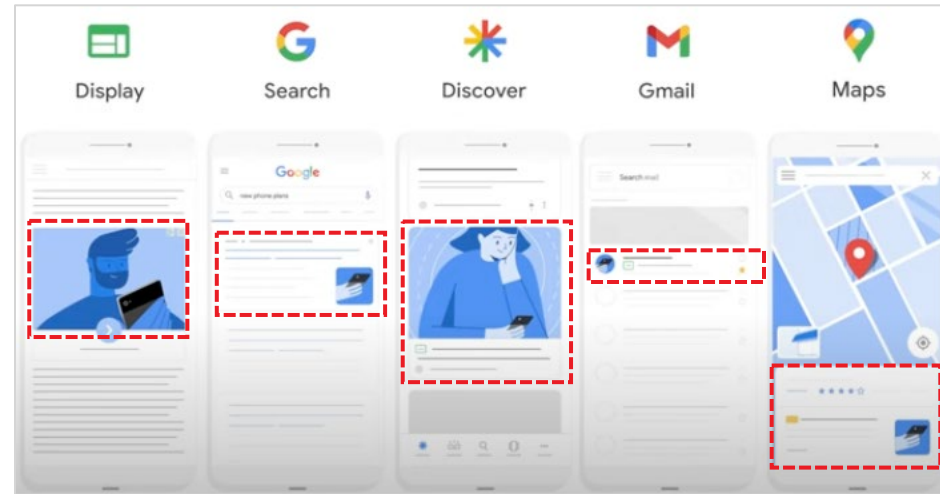 Display
Search
Discover
Gmail
Maps
Google
new phone plans
Search mail